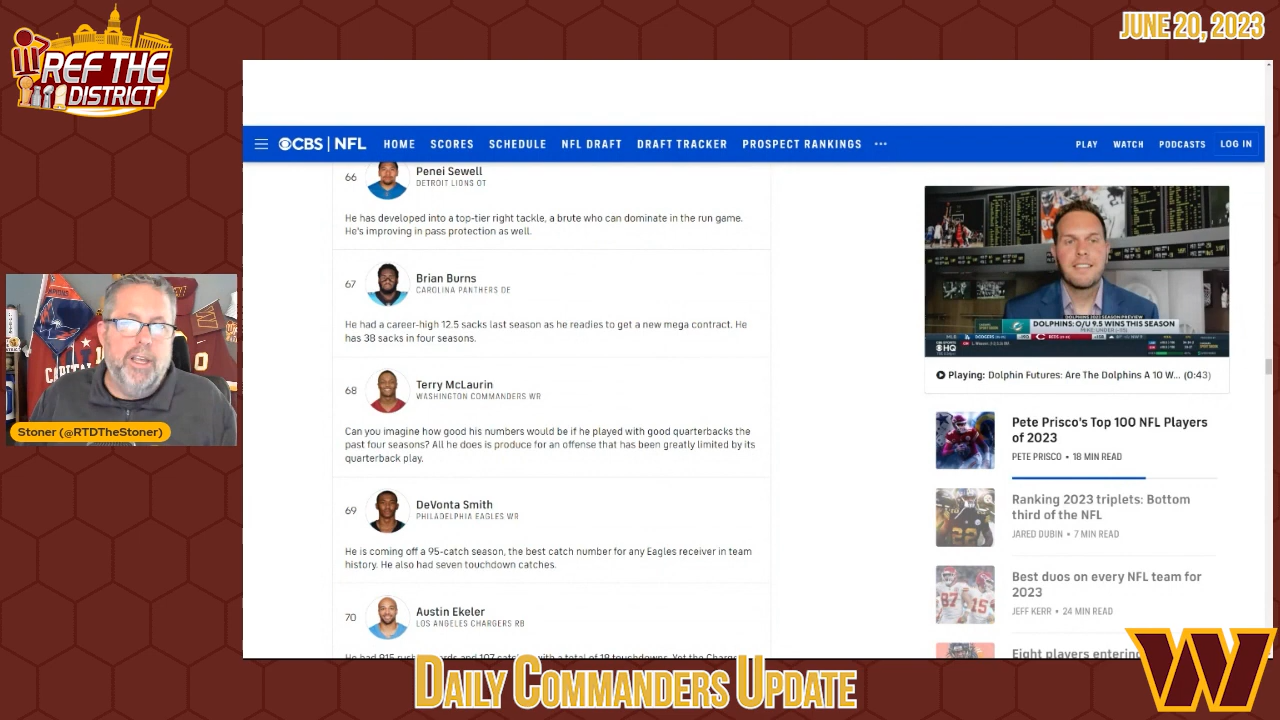 JUNE 20, 2023
REF THE
DISTRICT
CBS | NFL HOME SCORES SCHEDULE NFL DRAFT DRAFT TRACKER PROSPECT RANKINGS ••• PLAY WATCH PODCASTS LOG IN
66 Penei Sewell
DETROIT LIONS OT
He has developed into a top-tier right tackle, a brute who can dominate in the run game.
He's improving in pass protection as well.
67 Brian Burns
CAROLINA PANTHERS DE
He had a career-high 12.5 sacks last season as he readies to get a new mega contract. He
has 38 sacks in four seasons.
68 Terry McLaurin
WASHINGTON COMMANDERS WR
Can you imagine how good his numbers would be if he played with good quarterbacks the
past four seasons? All he does is produce for an offense that has been greatly limited by its
quarterback play.
69 DeVonta Smith
PHILADELPHIA EAGLES WR
He is coming off a 95-catch season, the best catch number for any Eagles receiver in team
history. He also had seven touchdown catches.
70 Austin Ekeler
LOS ANGELES CHARGERS RB
DOLPHINS 2023 SEASON PREVIEW
DOLPHINS: O/U 9.5 WINS THIS SEASON
HQ
Playing: Dolphin Futures: Are The Dolphins A 10 W... (0:43)
Pete Prisco's Top 100 NFL Players
of 2023
PETE PRISCO • 18 MIN READ
Ranking 2023 triplets: Bottom
third of the NFL
JARED DUBIN • 7 MIN READ
Best duos on every NFL team for
2023
JEFF KERR • 24 MIN READ
Eight players entering
CAPITAL
Stoner (@RTDTheStoner)
DAILY COMMANDERS UPDATE
W